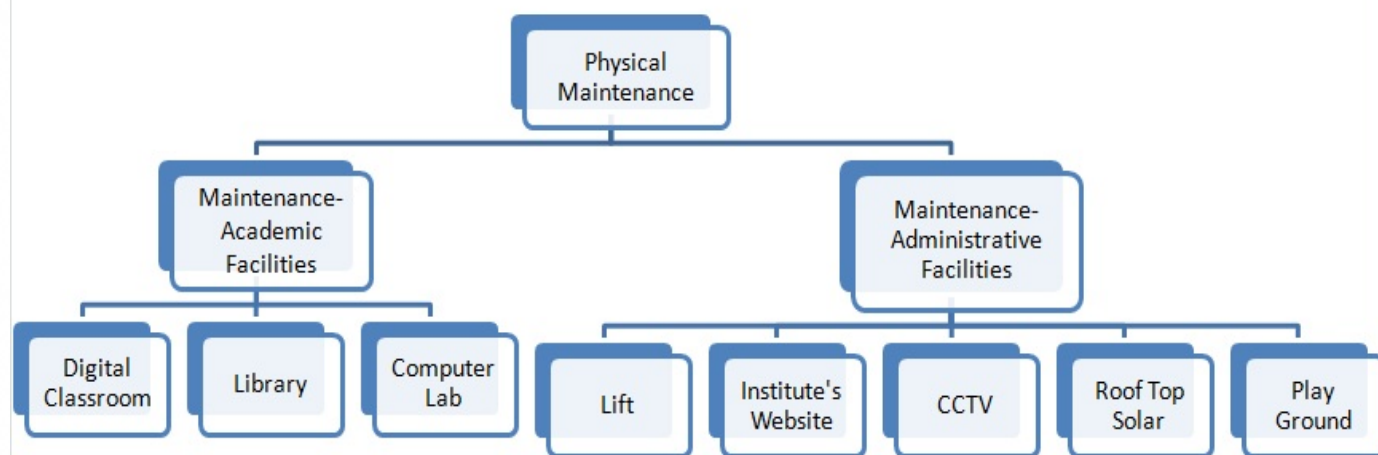 Physical
Maintenance
Maintenance-
Academic
Facilities
Maintenance-
Administrative
Facilities
Digital
Classroom
Library
Computer
Lab
Lift
Institute's
Website
CCTV
Roof Top
Solar
Play
Ground